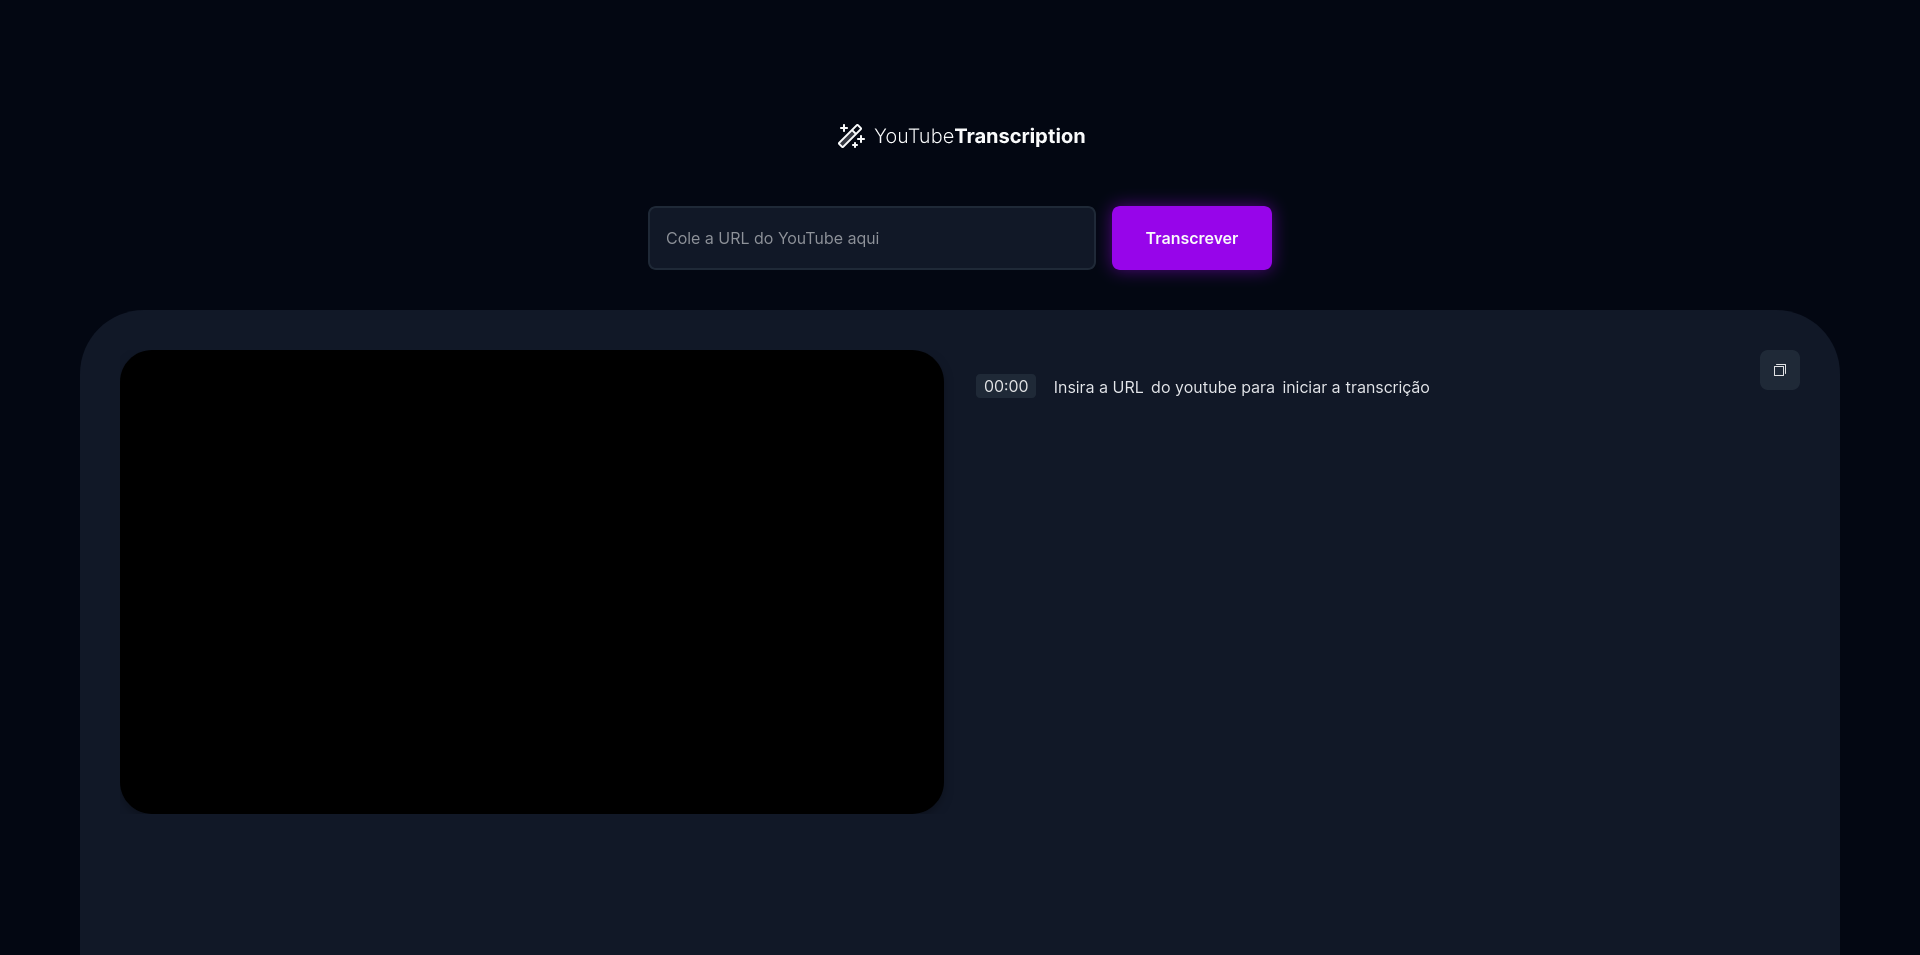 YouTubeTranscription
Cole a URL do YouTube aqui
Transcrever
00:00 Insira a URL do youtube para iniciar a transcrição